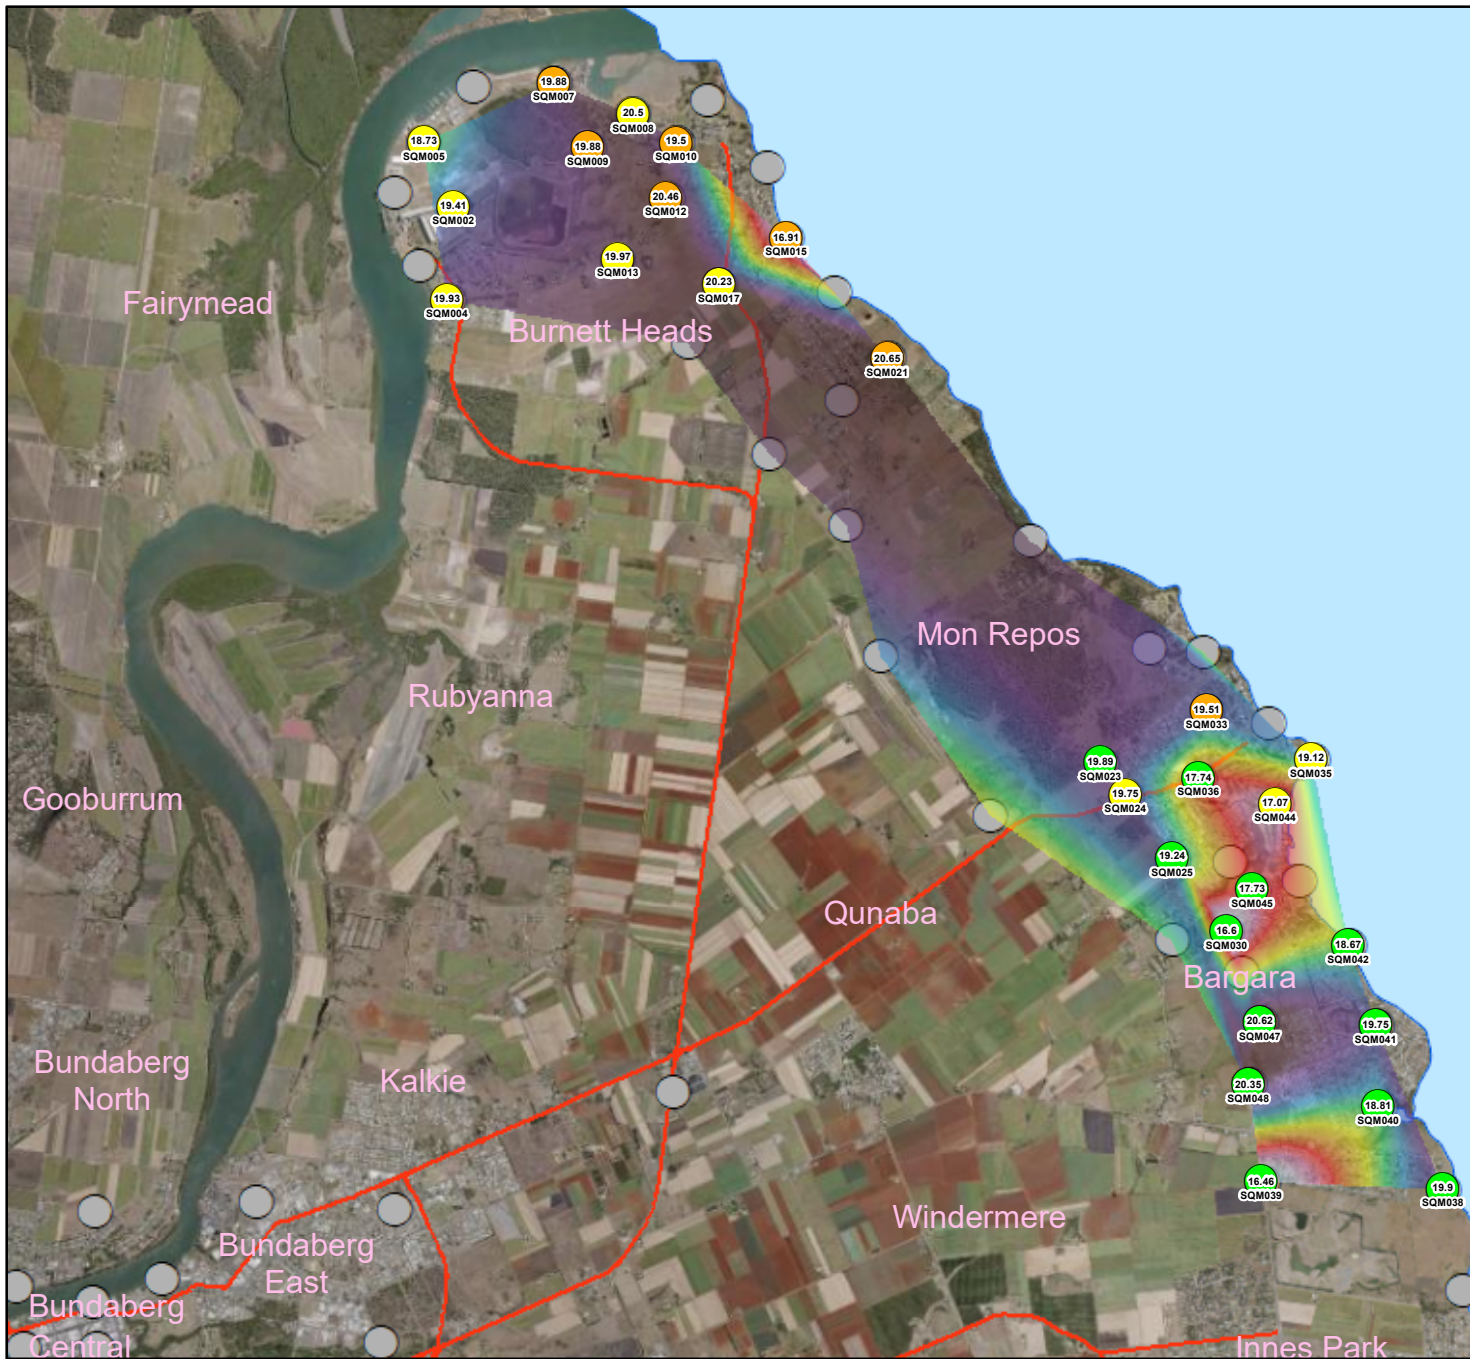 19.88
SQM007
20.5
SQM008
18.73
SQM005
19.88
SQM009
19.5
SQM010
19.41
SQM002
20.46
SQM012
16.91
SQM015
19.97
SQM013
20.23
SQM017
19.93
SQM004
Fairymead
Burnett Heads
20.65
SQM021
Mon Repos
Rubyanna
19.51
SQM033
19.89
SQM023
19.12
SQM035
17.74
SQM036
19.75
SQM024
17.07
SQM044
Gooburrum
19.24
SQM025
17.73
SQM045
Qunaba
16.6
SQM030
18.67
SQM042
Bargara
20.62
SQM047
19.75
SQM041
Bundaberg
North
Kalkie
20.35
SQM048
18.81
SQM040
16.46
SQM039
19.9
SQM038
Windermere
Bundaberg
East
Bundaberg
Central
Innes Park